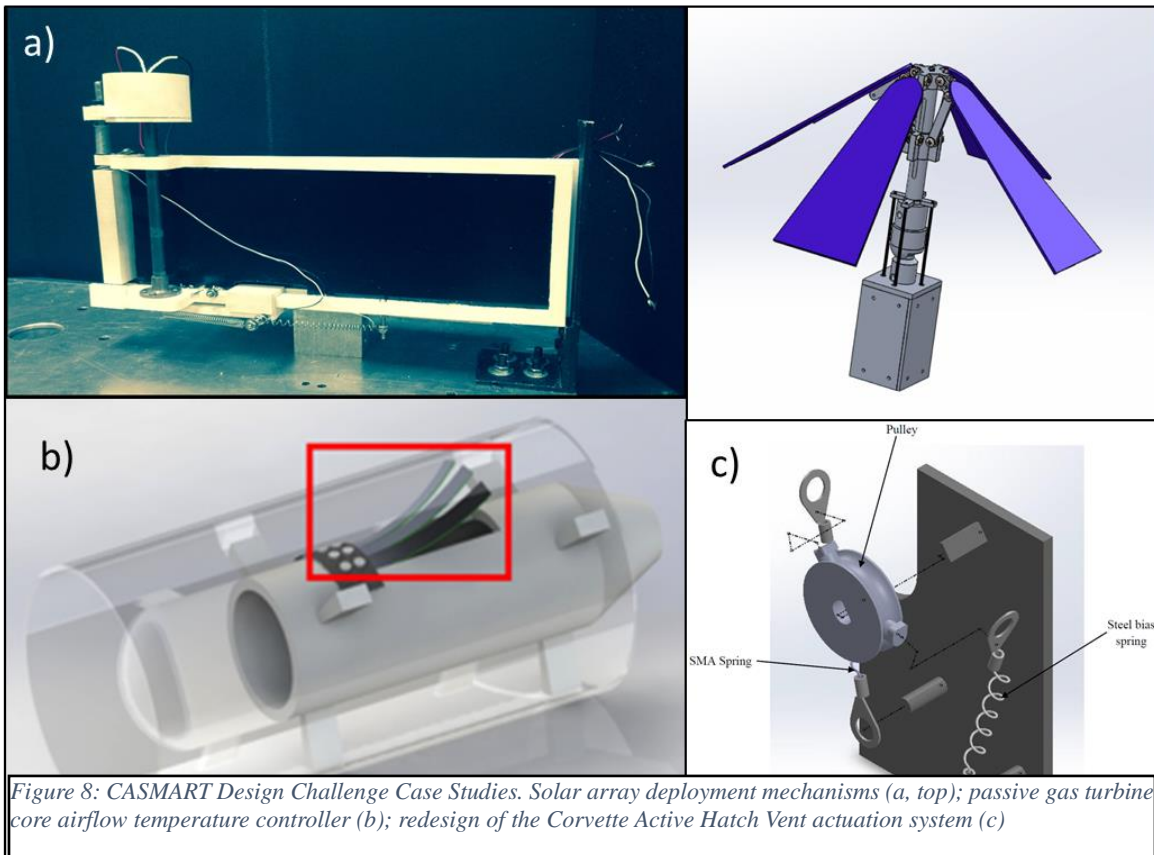 a)
b)
c)
Pulley
Steel bias
spring
SMA Spring
Figure 8: CASMART Design Challenge Case Studies. Solar array deployment mechanisms (a, top); passive gas turbine
core airflow temperature controller (b); redesign of the Corvette Active Hatch Vent actuation system (c)